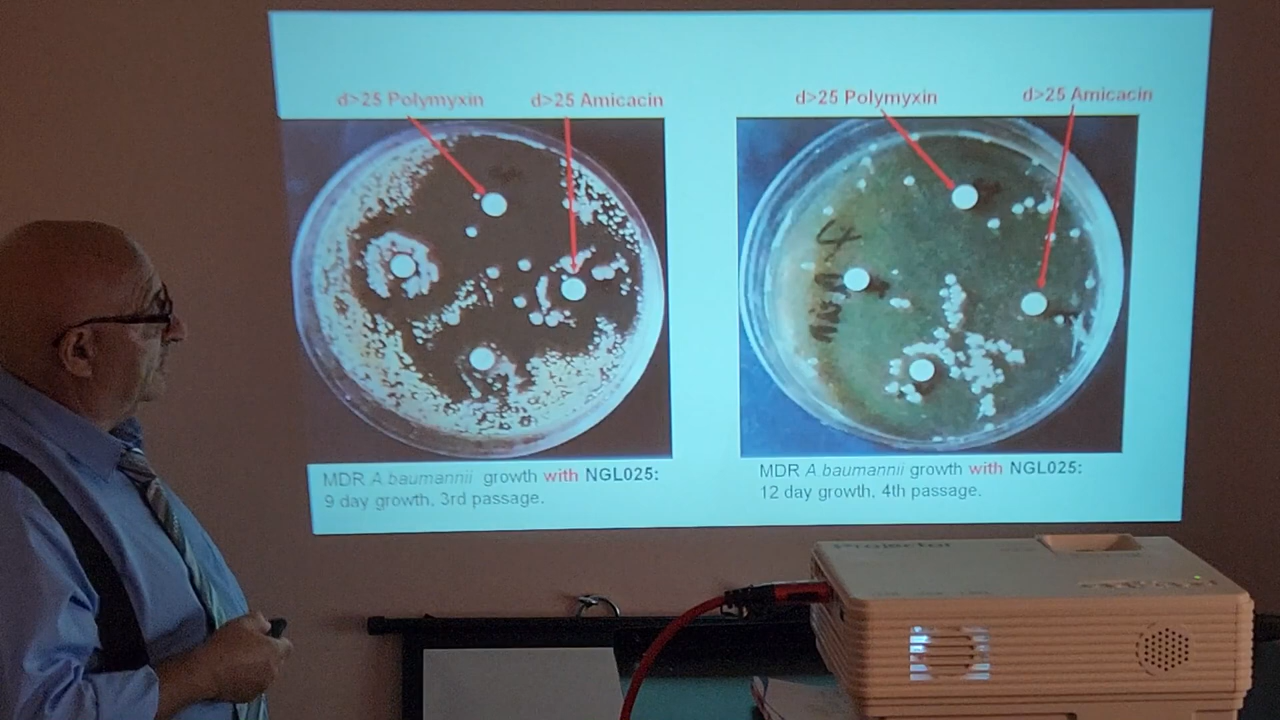 d>25 Polymyxin
d>25 Amicacin
d>25 Polymyxin
d>25 Amicacin
MDR A baumannii growth with NGL025:
9 day growth, 3rd passage.
MDR A baumannii growth with NGL025:
12 day growth, 4th passage.
Projector